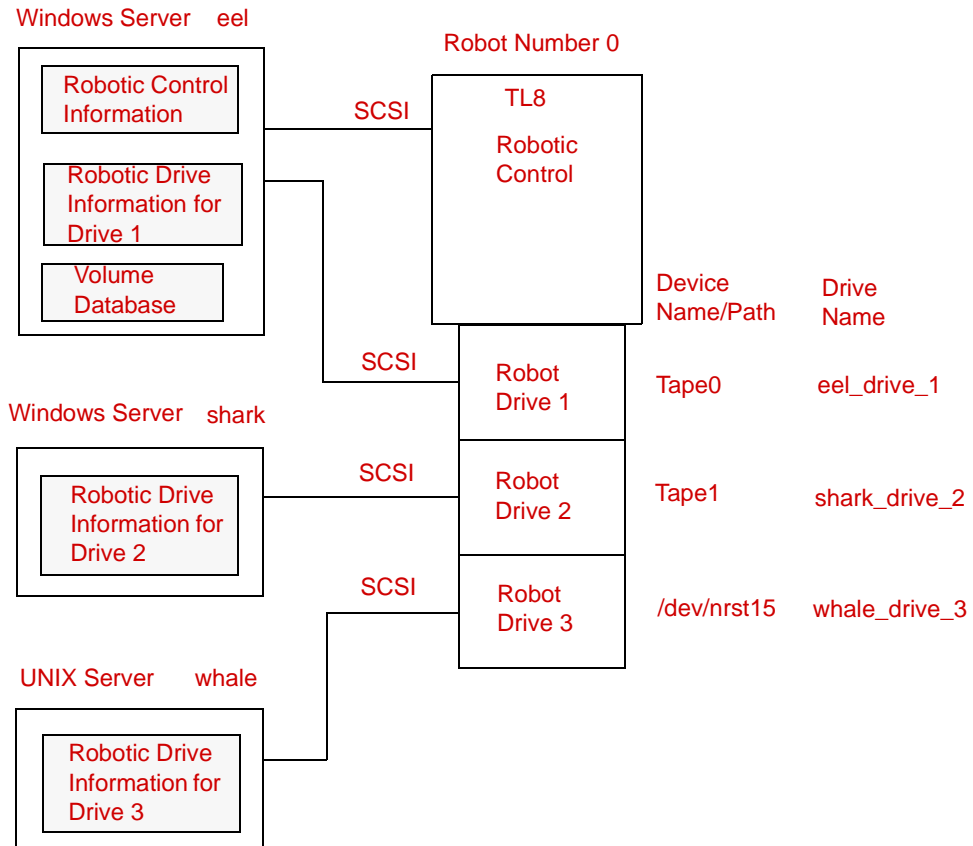 Windows Server eel
Robotic Control
Information
Robotic Drive
Information for
Drive 1
Volume
Database
SCSI
SCSI
Robot Number 0
TL8
Robotic
Control
Device
Name/Path
Drive
Name
Robot
Drive 1
Tape0
eel_drive_1
Windows Server shark
Robotic Drive
Information for
Drive 2
SCSI
Robot
Drive 2
Tape1
shark_drive_2
SCSI
Robot
Drive 3
/dev/nrst15
whale_drive_3
UNIX Server whale
Robotic Drive
Information for
Drive 3